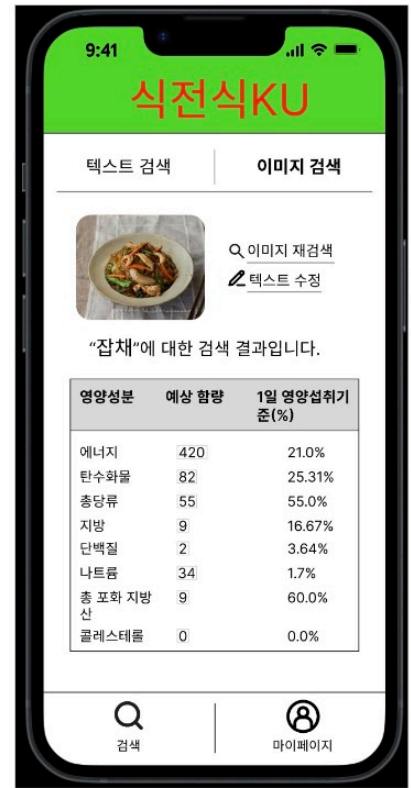 9:41
식전식KU
텍스트 검색 이미지 검색
이미지 재검색
텍스트 수정
“잡채”에 대한 검색 결과입니다.
영양성분 예상 함량 1일 영양섭취기
준(%)
에너지 420 21.0%
탄수화물 82 25.31%
총당류 55 55.0%
지방 9 16.67%
단백질 2 3.64%
나트륨 34 1.7%
총 포화 지방 9 60.0%
산
콜레스테롤 0 0.0%
검색 마이페이지